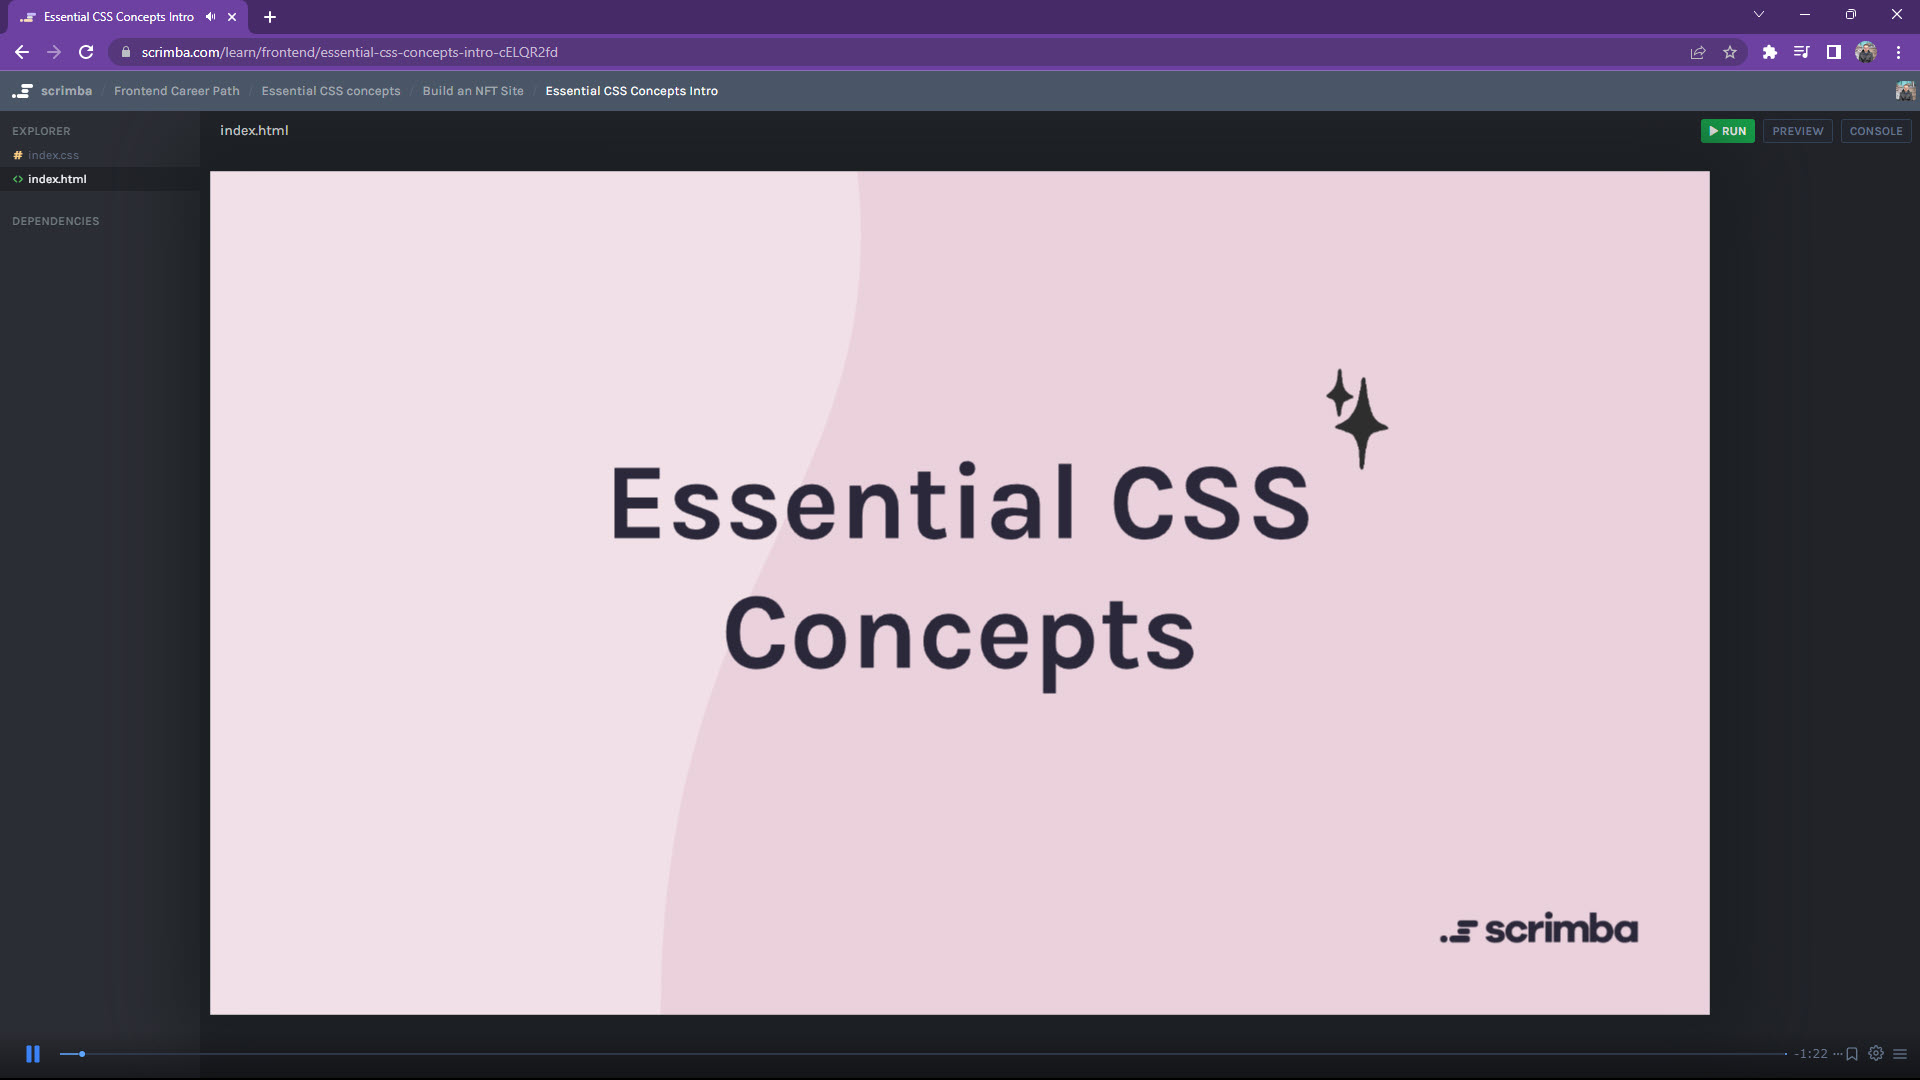 Essential CSS Concepts Intro
scrimba.com/learn/frontend/essential-css-concepts-intro-cELQR2fd
scrimba / Frontend Career Path / Essential CSS concepts / Build an NFT Site / Essential CSS Concepts Intro
EXPLORER
index.html
RUN
PREVIEW
CONSOLE
# index.css
<> index.html
DEPENDENCIES
Essential CSS
Concepts
scrimba
-1:22